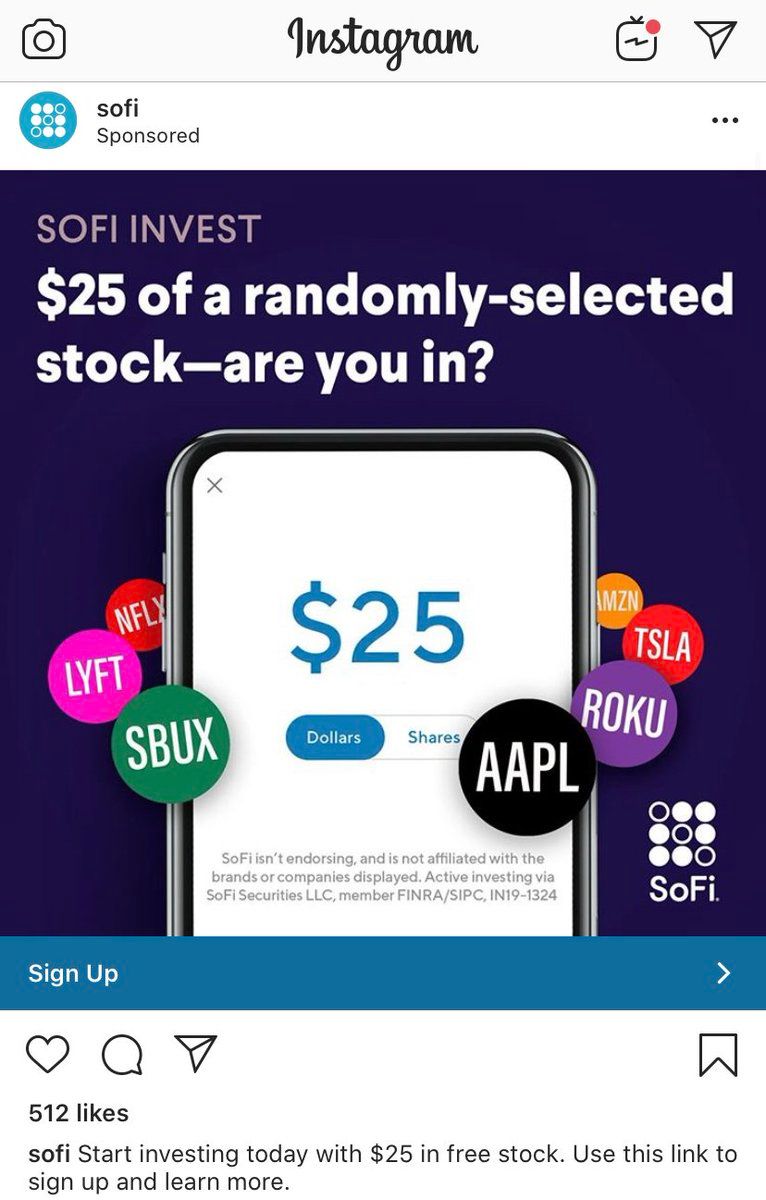 Instagram
sofi
Sponsored
SOFI INVEST
$25 of a randomly-selected
stock—are you in?
$25
NFLX
AMZN
LYFT
TSLA
SBUX
ROKU
Dollars
Shares
AAPL
SoFi isn't endorsing, and is not affiliated with the
brands or companies displayed. Active investing via
SoFi Securities LLC, member FINRA/SIPC, IN19-1324
SoFi.
Sign Up
512 likes
sofi Start investing today with $25 in free stock. Use this link to
sign up and learn more.